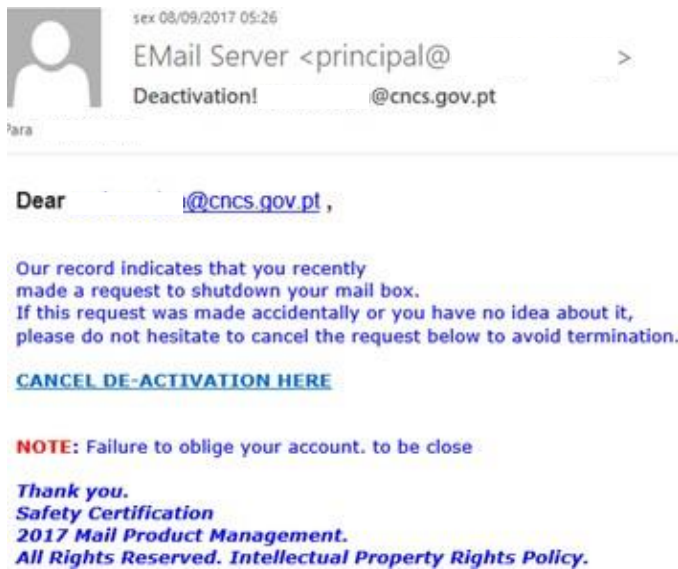 sex 08/09/2017 05:26
EMail Server <principal@ >
Deactivation! @cncs.gov.pt
Para
Dear @cncs.gov.pt ,
Our record indicates that you recently
made a request to shutdown your mail box.
If this request was made accidentally or you have no idea about it,
please do not hesitate to cancel the request below to avoid termination.
CANCEL DE-ACTIVATION HERE
NOTE: Failure to oblige your account. to be close
Thank you.
Safety Certification
2017 Mail Product Management.
All Rights Reserved. Intellectual Property Rights Policy.